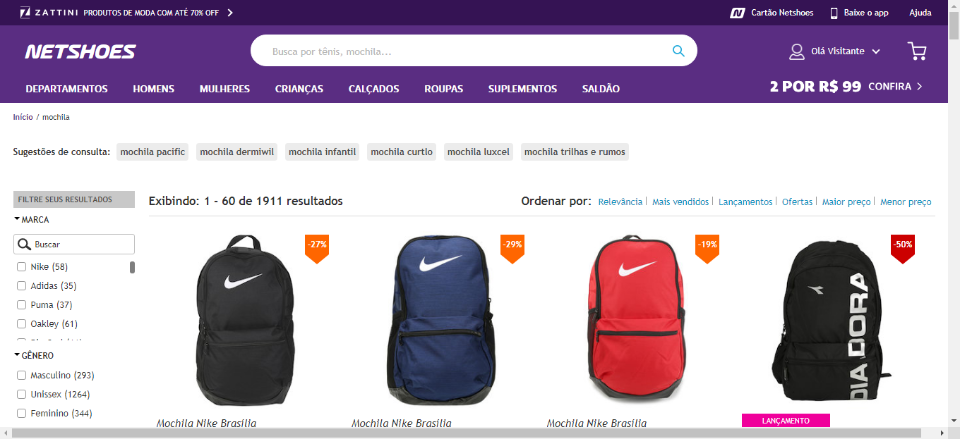 ZATTINI PRODUTOS DE MODA COM ATÉ 70% OFF
Cartão Netshoes Baixe o app Ajuda
NETSHOES
Busca por tênis, mochila...
Olá Visitante
DEPARTAMENTOS HOMENS MULHERES CRIANÇAS CALÇADOS ROUPAS SUPLEMENTOS SALDÃO
2 POR R$ 99 CONFIRA
Início / mochila
Sugestões de consulta: mochila pacific mochila dermiwil mochila infantil mochila curtlo mochila luxcel mochila trilhas e rumos
FILTRE SEUS RESULTADOS
Exibindo: 1 - 60 de 1911 resultados
Ordenar por: Relevância Mais vendidos Lançamentos Ofertas Maior preço Menor preço
MARCA
Buscar
Nike (58)
Adidas (35)
Puma (37)
Oakley (61)
GÊNERO
Masculino (293)
Unissex (1264)
Feminino (344)
-27%
-29%
-19%
-50%
DIADORA
Mochila Nike Brasilia
Mochila Nike Brasilia
Mochila Nike Brasilia
LANÇAMENTO